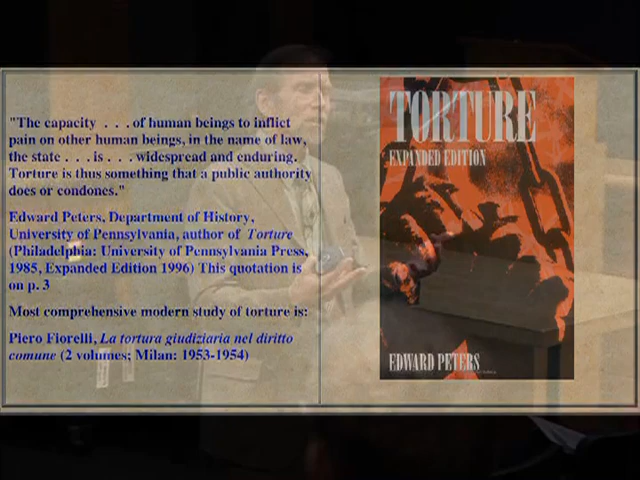 "The capacity . . . of human beings to inflict
pain on other human beings, in the name of law,
the state . . . is . . . widespread and enduring.
Torture is thus something that a public authority
does or condones."
Edward Peters, Department of History,
University of Pennsylvania, author of Torture
(Philadelphia: University of Pennsylvania Press,
1985, Expanded Edition 1996) This quotation is
on p. 3
Most comprehensive modern study of torture is:
Piero Fiorelli, La tortura giudiziaria nel diritto
comune (2 volumes; Milan: 1953-1954)
TORTURE
EXPANDED EDITION
EDWARD PETERS